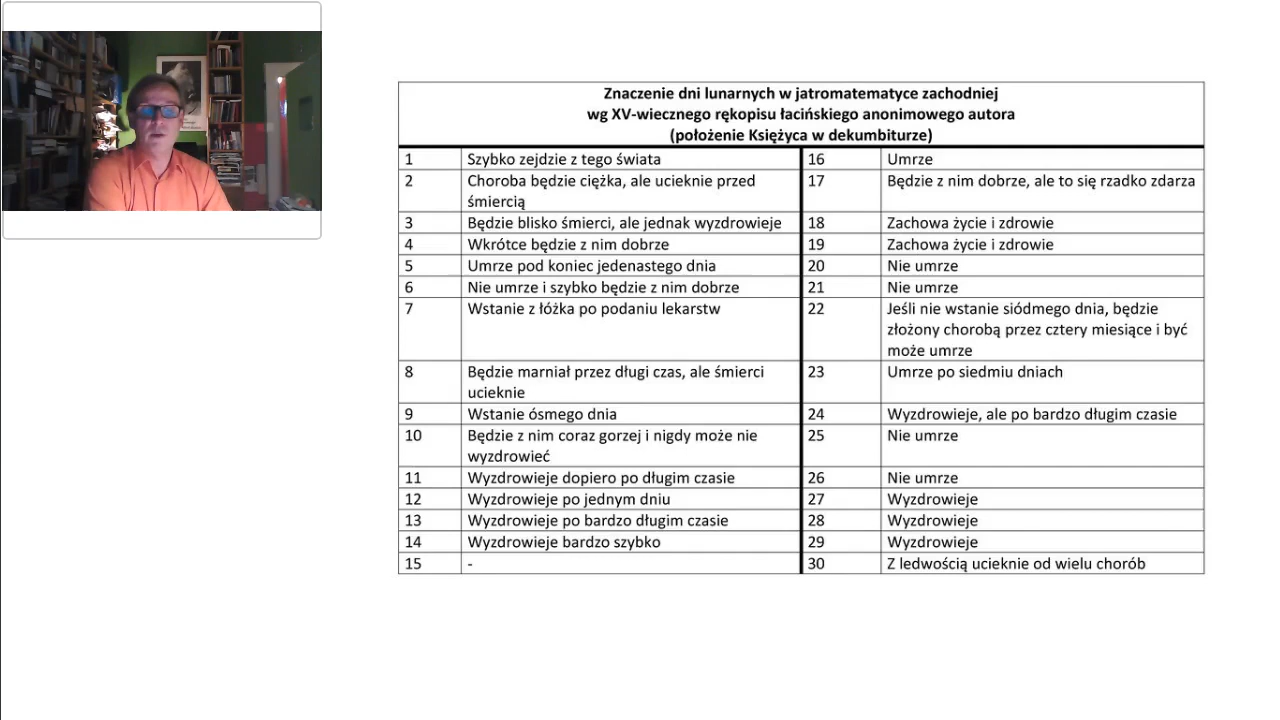 Znaczenie dni lunarnych w jatromatematyce zachodniej
wg XV-wiecznego rękopisu łacińskiego anonimowego autora
(położenie Księżyca w dekumbiturze)
1 Szybko zejdzie z tego świata
2 Choroba będzie ciężka, ale ucieknie przed
śmiercią
3 Będzie blisko śmierci, ale jednak wyzdrowieje
4 Wkrótce będzie z nim dobrze
5 Umrze pod koniec jedenastego dnia
6 Nie umrze i szybko będzie z nim dobrze
7 Wstanie z łóżka po podaniu lekarstw
8 Będzie marniał przez długi czas, ale śmierci
ucieknie
9 Wstanie ósmego dnia
10 Będzie z nim coraz gorzej i nigdy może nie
wyzdrowieć
11 Wyzdrowieje dopiero po długim czasie
12 Wyzdrowieje po jednym dniu
13 Wyzdrowieje po bardzo długim czasie
14 Wyzdrowieje bardzo szybko
15 -
16 Umrze
17 Będzie z nim dobrze, ale to się rzadko zdarza
18 Zachowa życie i zdrowie
19 Zachowa życie i zdrowie
20 Nie umrze
21 Nie umrze
22 Jeśli nie wstanie siódmego dnia, będzie
złożony chorobą przez cztery miesiące i być
może umrze
23 Umrze po siedmiu dniach
24 Wyzdrowieje, ale po bardzo długim czasie
25 Nie umrze
26 Nie umrze
27 Wyzdrowieje
28 Wyzdrowieje
29 Wyzdrowieje
30 Z ledwością ucieknie od wielu chorób